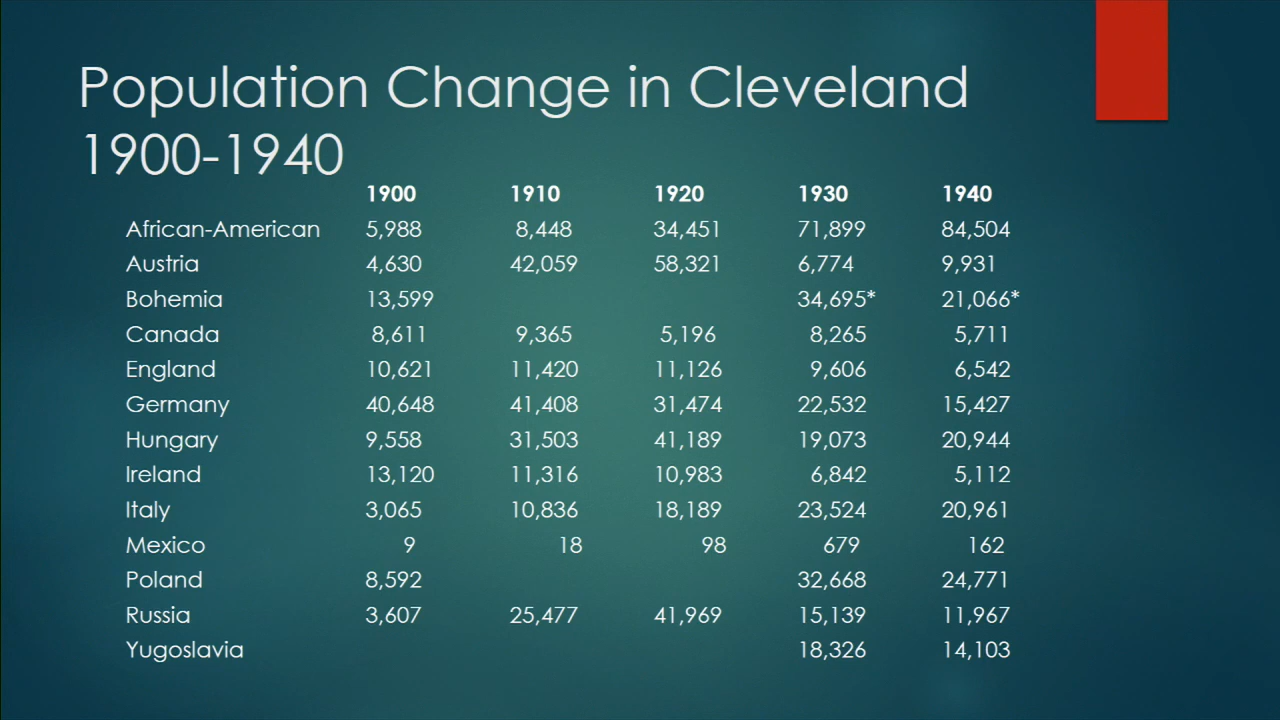 Population Change in Cleveland
1900-1940
1900 1910 1920 1930 1940
African-American 5,988 8,448 34,451 71,899 84,504
Austria 4,630 42,059 58,321 6,774 9,931
Bohemia 13,599 34,695* 21,066*
Canada 8,611 9,365 5,196 8,265 5,711
England 10,621 11,420 11,126 9,606 6,542
Germany 40,648 41,408 31,474 22,532 15,427
Hungary 9,558 31,503 41,189 19,073 20,944
Ireland 13,120 11,316 10,983 6,842 5,112
Italy 3,065 10,836 18,189 23,524 20,961
Mexico 9 18 98 679 162
Poland 8,592 32,668 24,771
Russia 3,607 25,477 41,969 15,139 11,967
Yugoslavia 18,326 14,103